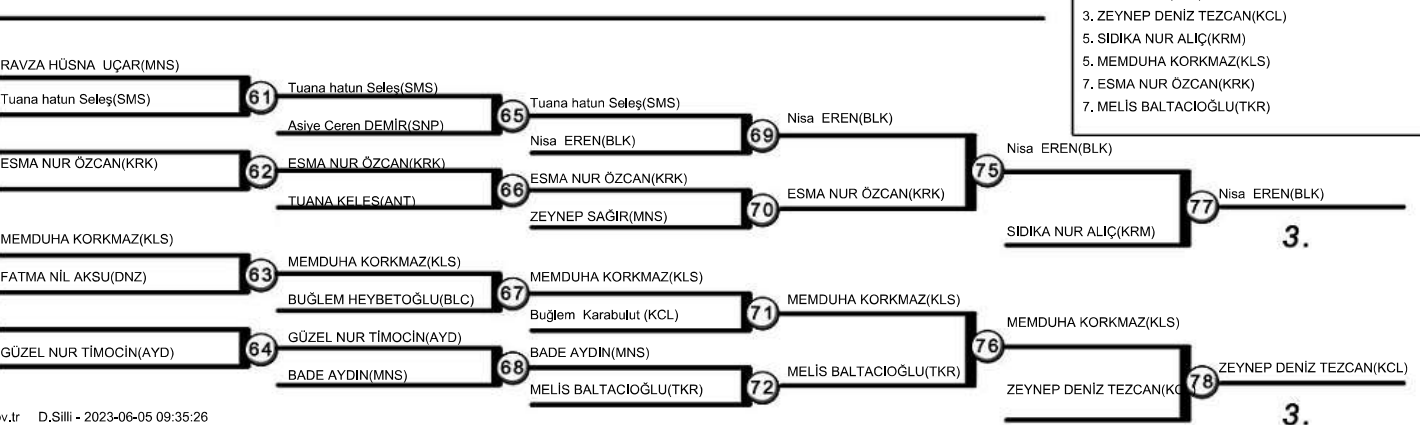 3. ZEYNEP DENİZ TEZCAN(KCL)
5. SIDIKA NUR ALIÇ(KRM)
5. MEMDUHA KORKMAZ(KLS)
7. ESMA NUR ÖZCAN(KRK)
7. MELİS BALTACIOĞLU(TKR)
RAVZA HÜSNA UÇAR(MNS)
Tuana hatun Seleş(SMS)
61
ESMA NUR ÖZCAN(KRK)
62
MEMDUHA KORKMAZ(KLS)
FATMA NİL AKSU(DNZ)
63
GÜZEL NUR TİMOCİN(AYD)
64
Tuana hatun Seleş(SMS)
Asiye Ceren DEMİR(SNP)
65
ESMA NUR ÖZCAN(KRK)
TUANA KELEŞ(ANT)
66
MEMDUHA KORKMAZ(KLS)
BUĞLEM HEYBETOĞLU(BLC)
67
GÜZEL NUR TİMOCİN(AYD)
BADE AYDIN(MNS)
68
Tuana hatun Seleş(SMS)
Nisa EREN(BLK)
69
ESMA NUR ÖZCAN(KRK)
ZEYNEP SAĞIR(MNS)
70
MEMDUHA KORKMAZ(KLS)
Buğlem Karabulut (KCL)
71
BADE AYDIN(MNS)
MELİS BALTACIOĞLU(TKR)
72
Nisa EREN(BLK)
ESMA NUR ÖZCAN(KRK)
75
MEMDUHA KORKMAZ(KLS)
MELİS BALTACIOĞLU(TKR)
76
Nisa EREN(BLK)
SIDIKA NUR ALIÇ(KRM)
77
MEMDUHA KORKMAZ(KLS)
ZEYNEP DENİZ TEZCAN(KC
78
Nisa EREN(BLK)
3.
ZEYNEP DENİZ TEZCAN(KCL)
3.
ov.tr D.Silli - 2023-06-05 09:35:26